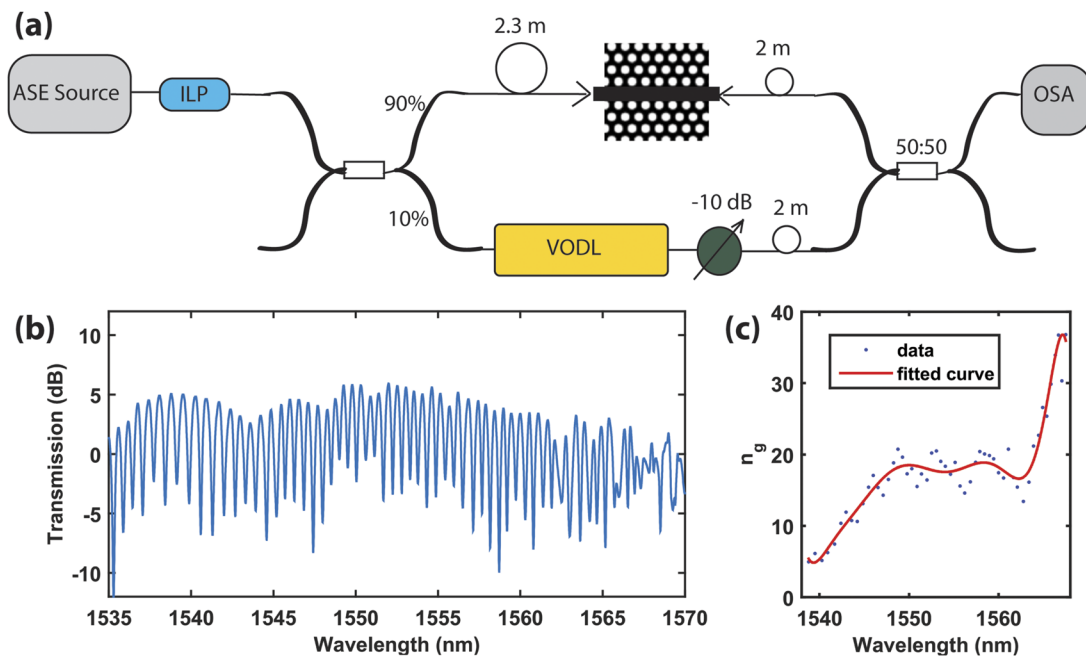 (a)
2.3 m
2 m
ASE Source
ILP
OSA
90%
50:50
10%
-10 dB
2 m
VODL
(b)
10
5
0
-5
-10
Transmission (dB)
1535
1540
1545
1550
1555
1560
1565
1570
Wavelength (nm)
(c)
40
30
20
10
0
n_g
data
fitted curve
1540
1550
1560
Wavelength (nm)